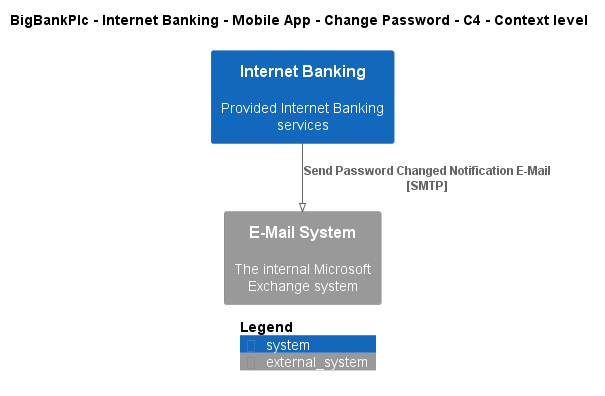 BigBankPlc - Internet Banking - Mobile App - Change Password - C4 - Context level
Internet Banking
Provided Internet Banking
services
Send Password Changed Notification E-Mail
[SMTP]
E-Mail System
The internal Microsoft
Exchange system
Legend
system
external_system